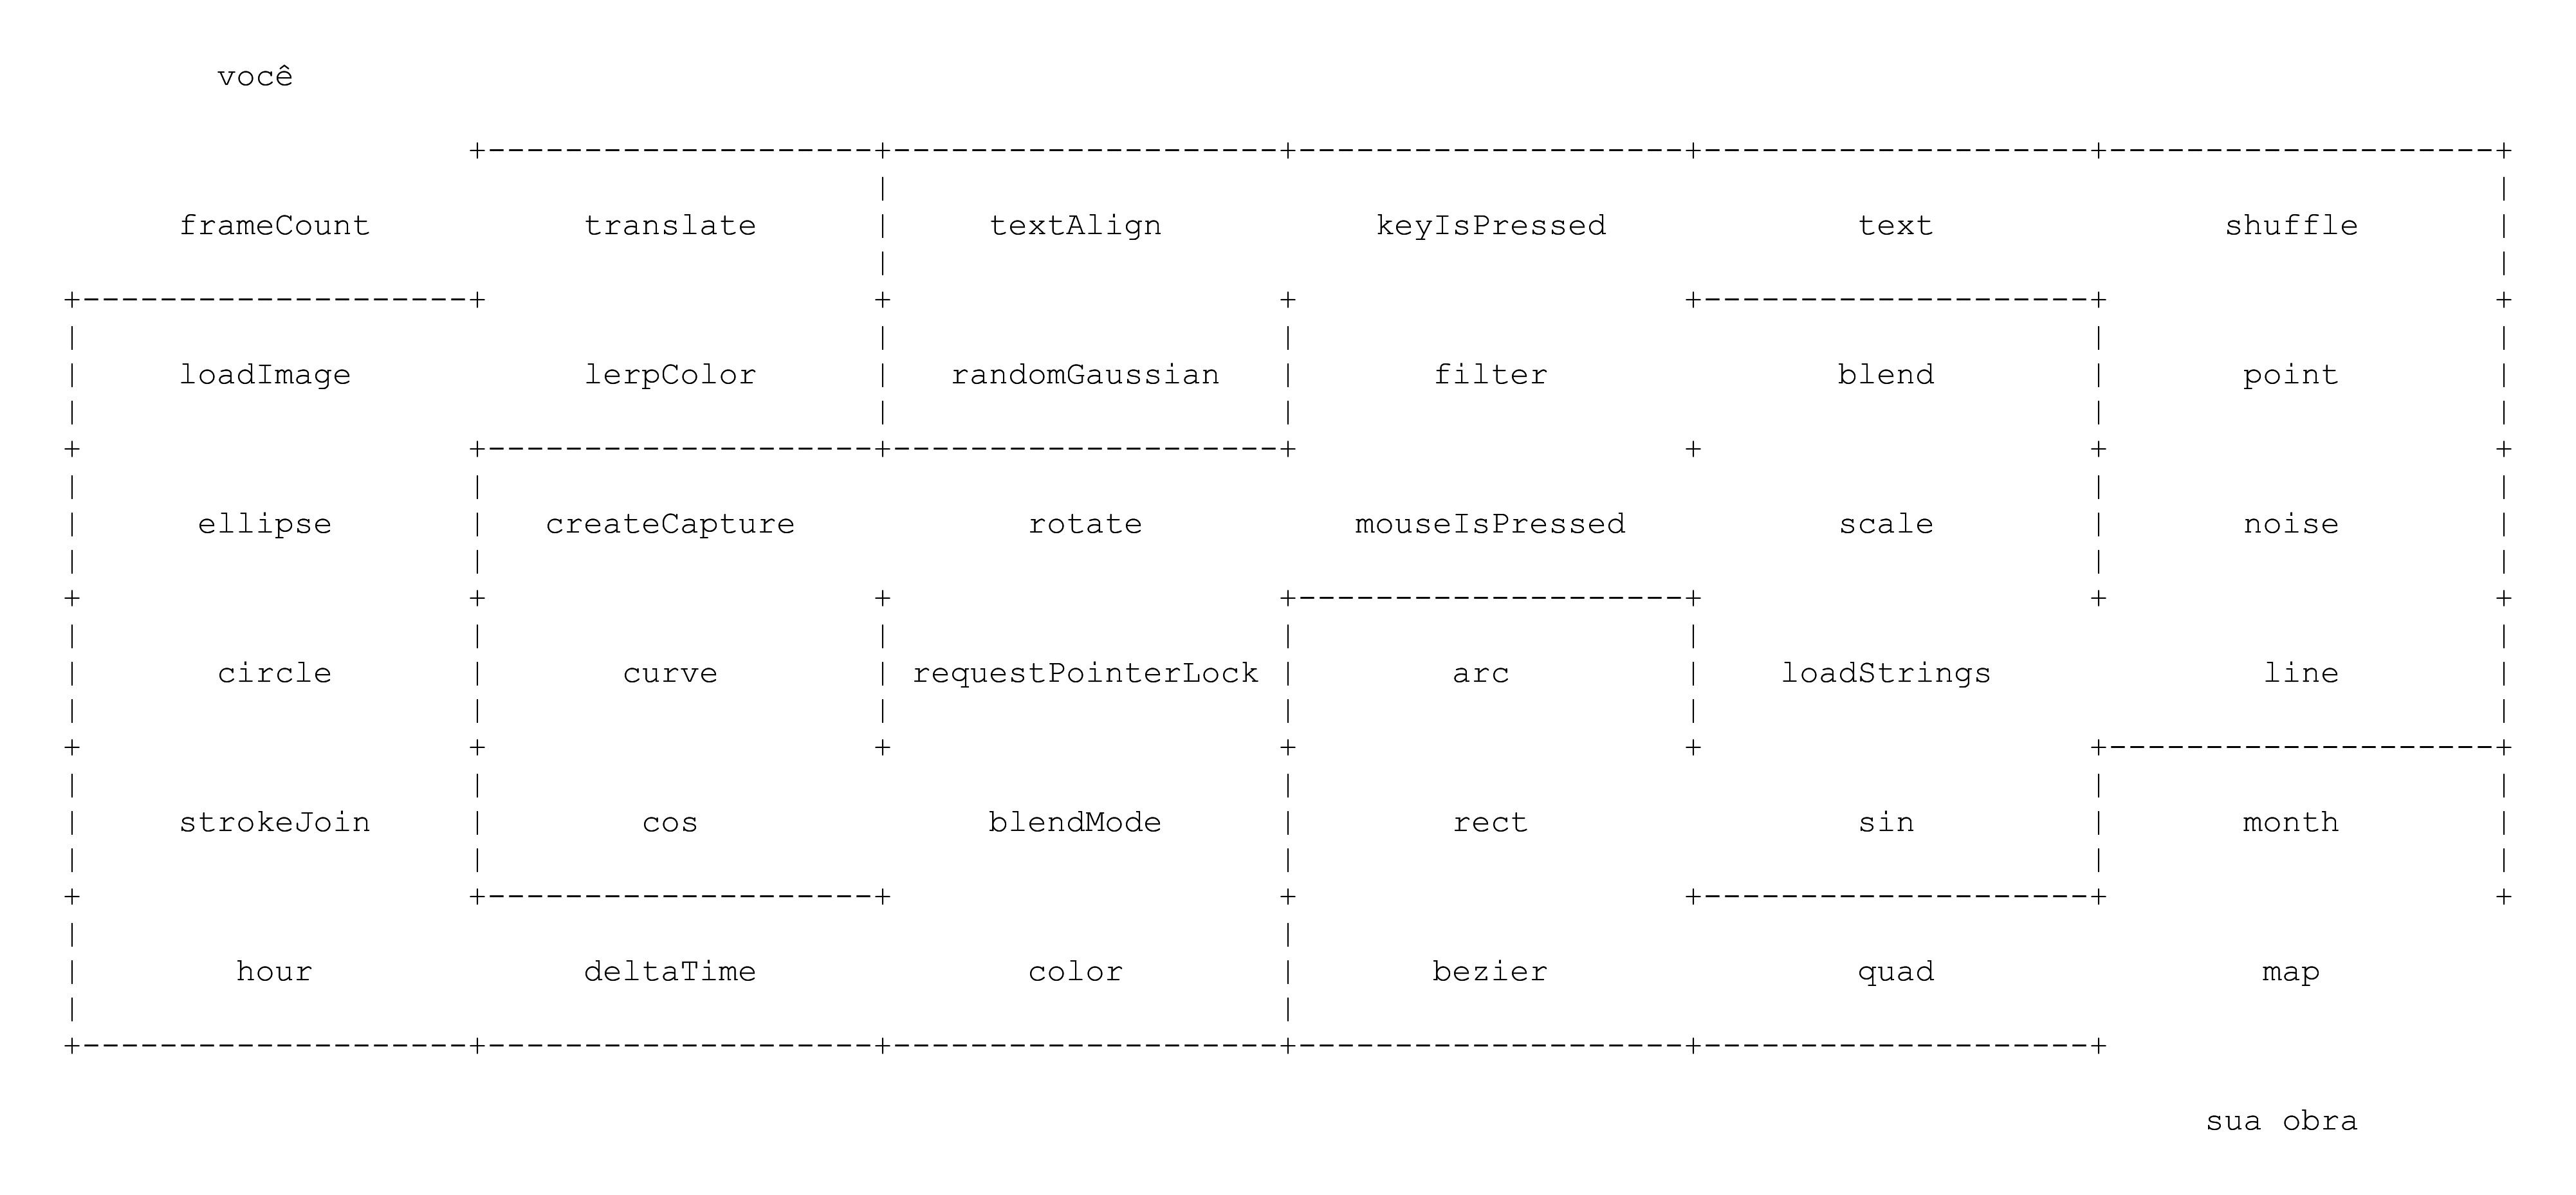 você
frameCount translate textAlign keyIsPressed text shuffle
loadImage lerpColor randomGaussian filter blend point
ellipse createCapture rotate mouseIsPressed scale noise
circle curve requestPointerLock arc loadStrings line
strokeJoin cos blendMode rect sin month
hour deltaTime color bezier quad map
sua obra